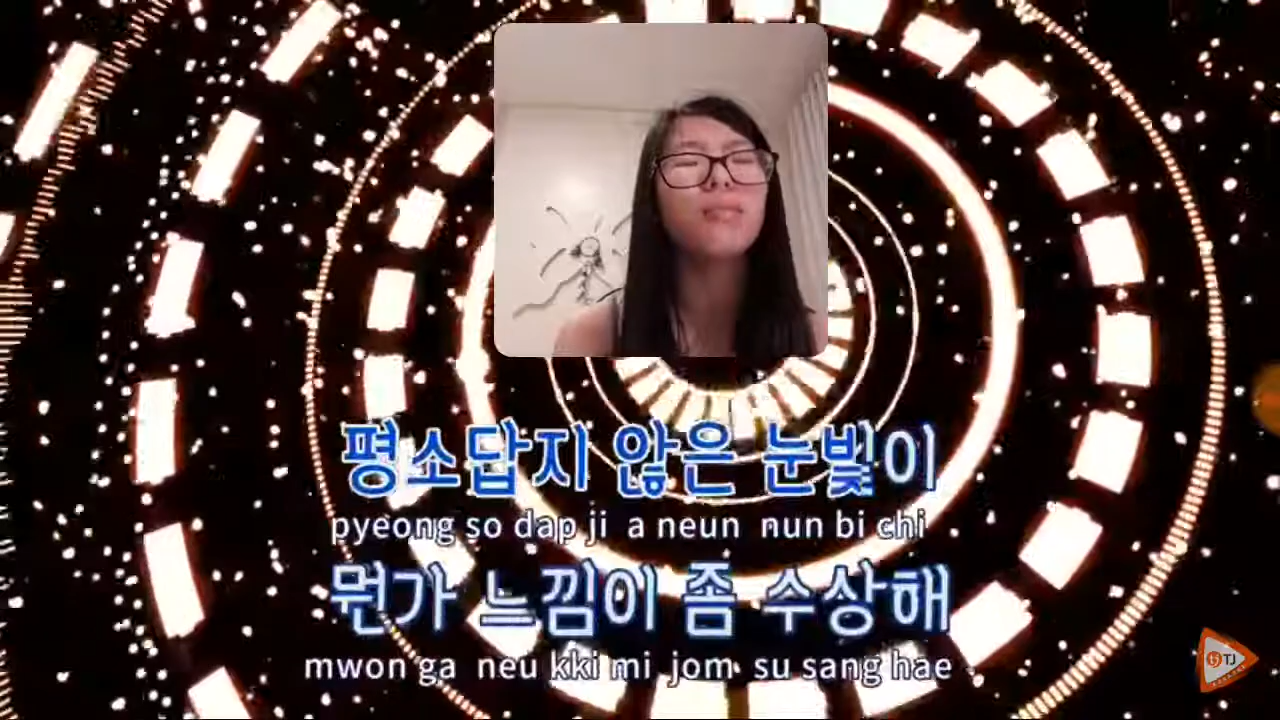 평소답지 않은 눈빛이
pyeong so dap ji a neun nun bi chi
뭔가 느낌이 좀 수상해
mwon ga neu kki mi jom su sang hae
TJ